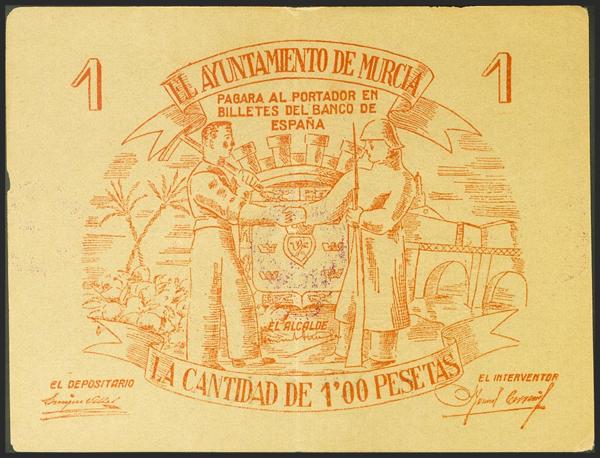 1
1
EL AYUNTAMIENTO DE MURCIA
PAGARA AL PORTADOR EN
BILLETES DEL BANCO DE
ESPAÑA
EL ALCALDE
LA CANTIDAD DE 1'00 PESETAS
EL DEPOSITARIO
EL INTERVENTOR